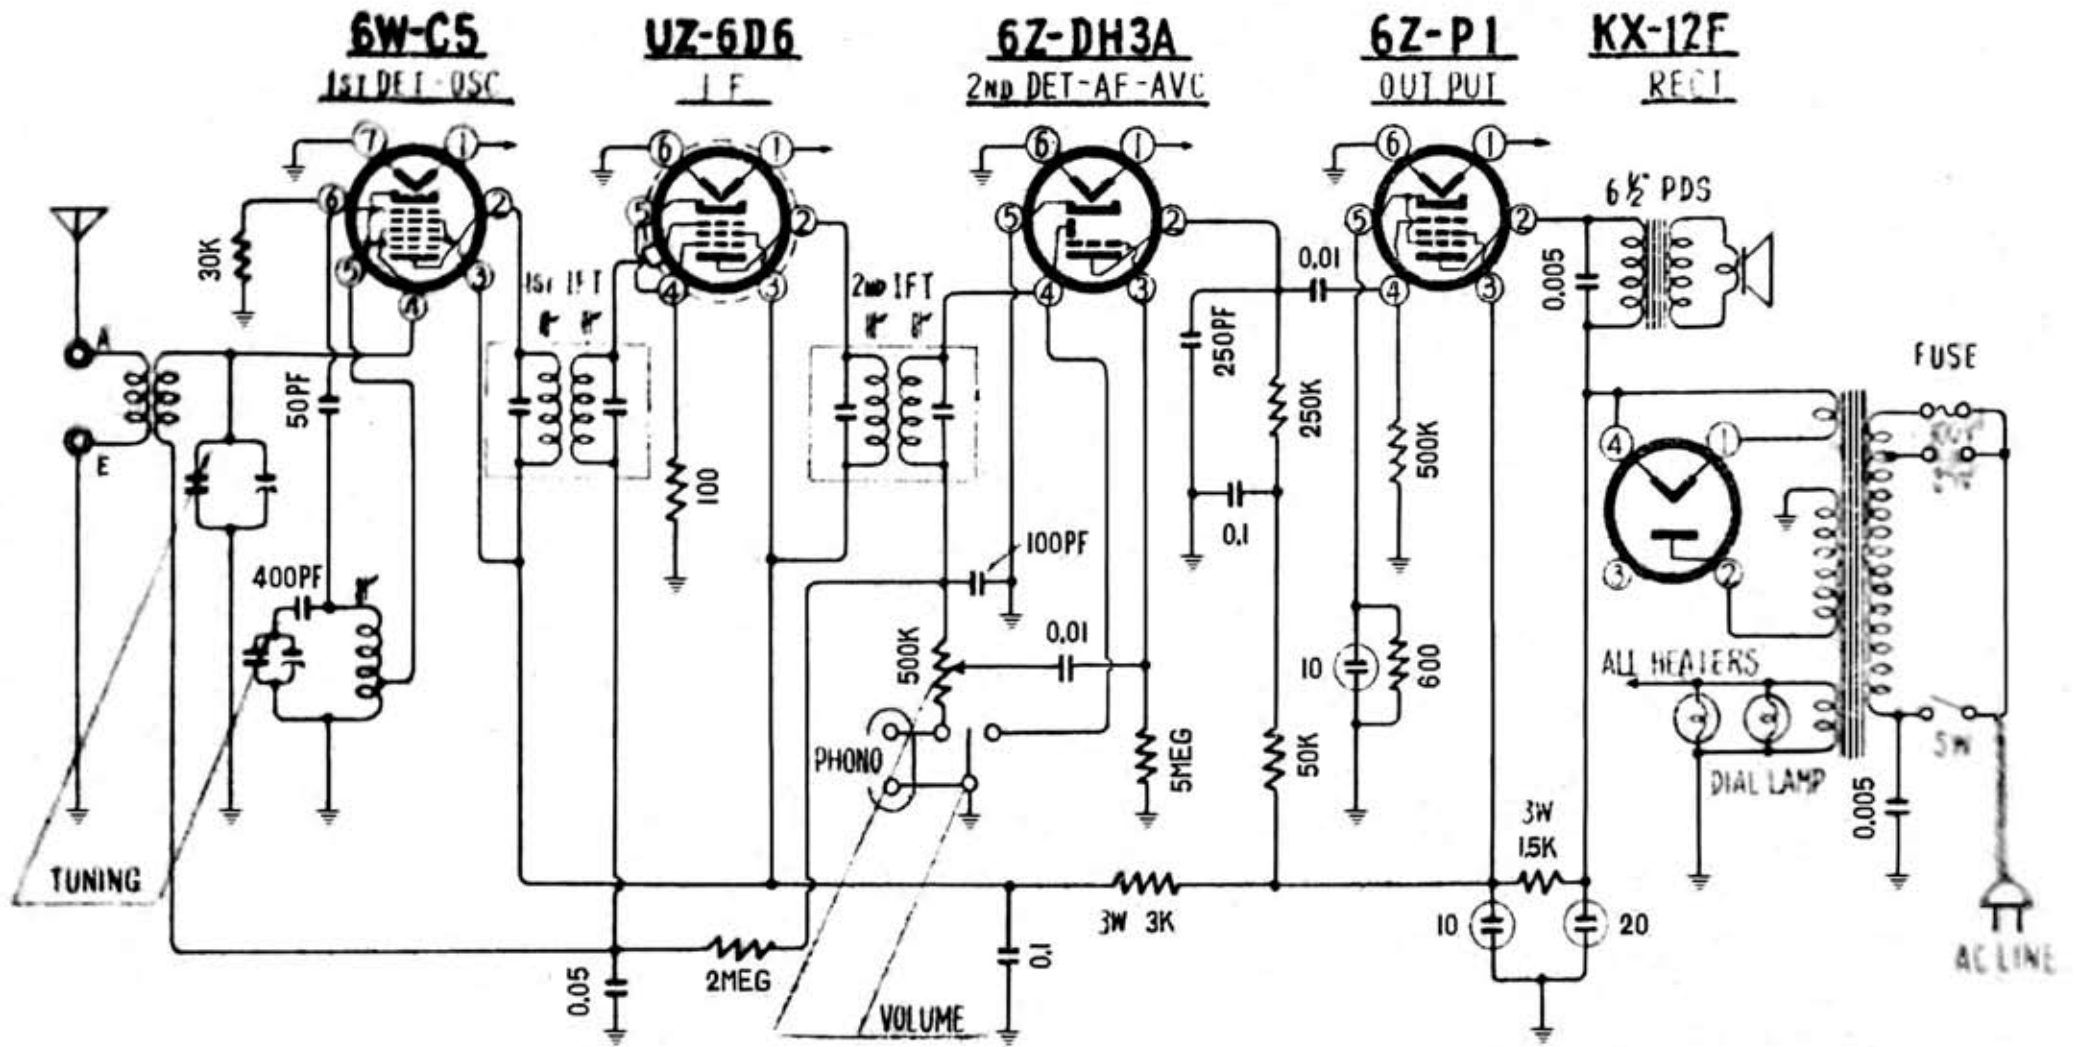 6W-C5
1ST DET-OSC
UZ-6D6
IF
6Z-DH3A
2ND DET-AF-AVC
6Z-P1
OUTPUT
KX-12F
RECT
7
1
6
2
5
3
A
6
1
5
2
4
3
6
1
5
2
4
3
6
1
5
2
4
3
6½" PDS
30K
1ST IFT
2ND IFT
0.01
0.005
250PF
A
E
50PF
FUSE
250K
500K
4
1
3
2
100
100PF
0.1
400PF
500K
0.01
10
600
ALL HEATERS
PHONO
5MEG
50K
DIAL LAMP
SW
0.005
TUNING
3W
1.5K
3W 3K
10
20
0.05
2MEG
0.1
VOLUME
AC LINE